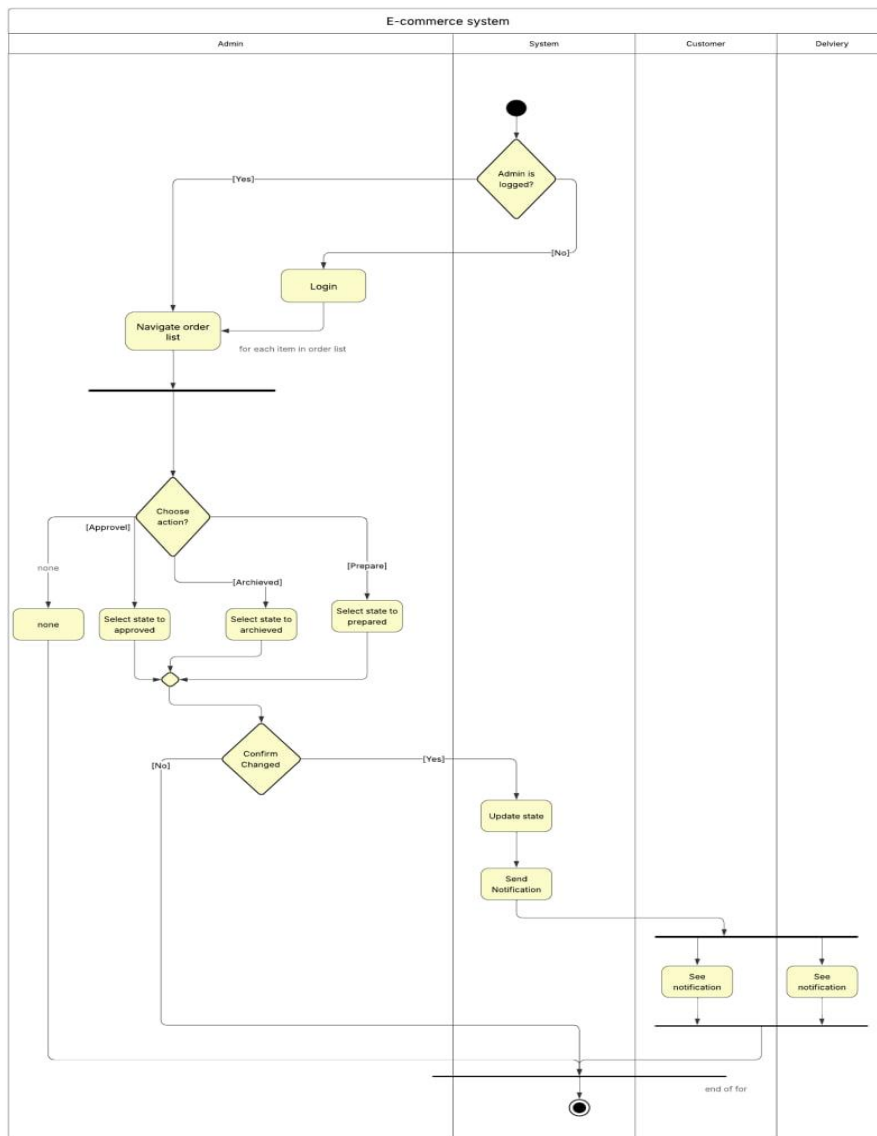 E-commerce system
Admin
System
Customer
Delviery
Admin is
logged?
[Yes]
[No]
Login
Navigate order
list
for each item in order list
Choose
action?
[Approvel]
none
[Archieved]
[Prepare]
none
Select state to
approved
Select state to
archieved
Select state to
prepared
Confirm
Changed
[No]
[Yes]
Update state
Send
Notification
See
notification
See
notification
end of for